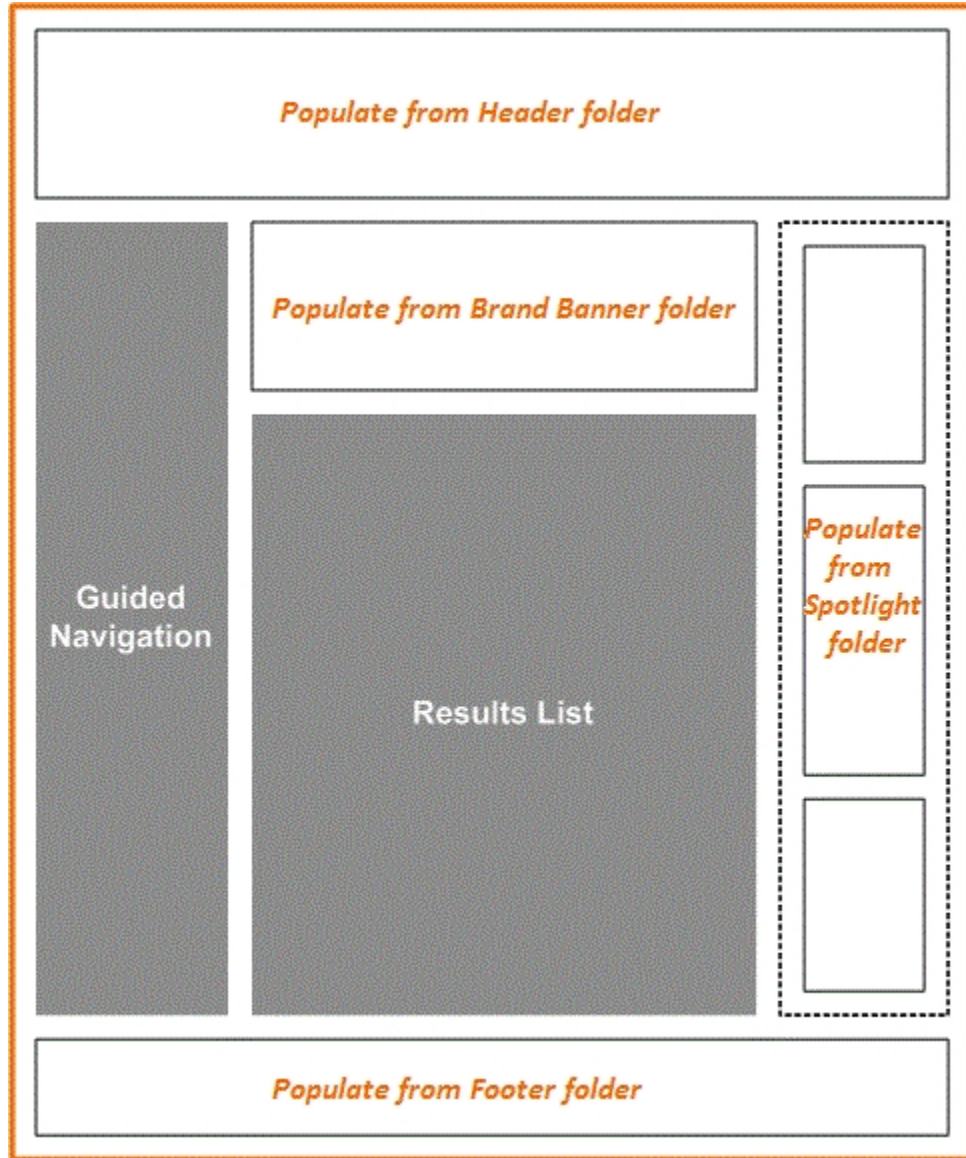 Populate from Header folder
Populate from Brand Banner folder
Guided
Navigation
Results List
Populate
from
Spotlight
folder
Populate from Footer folder